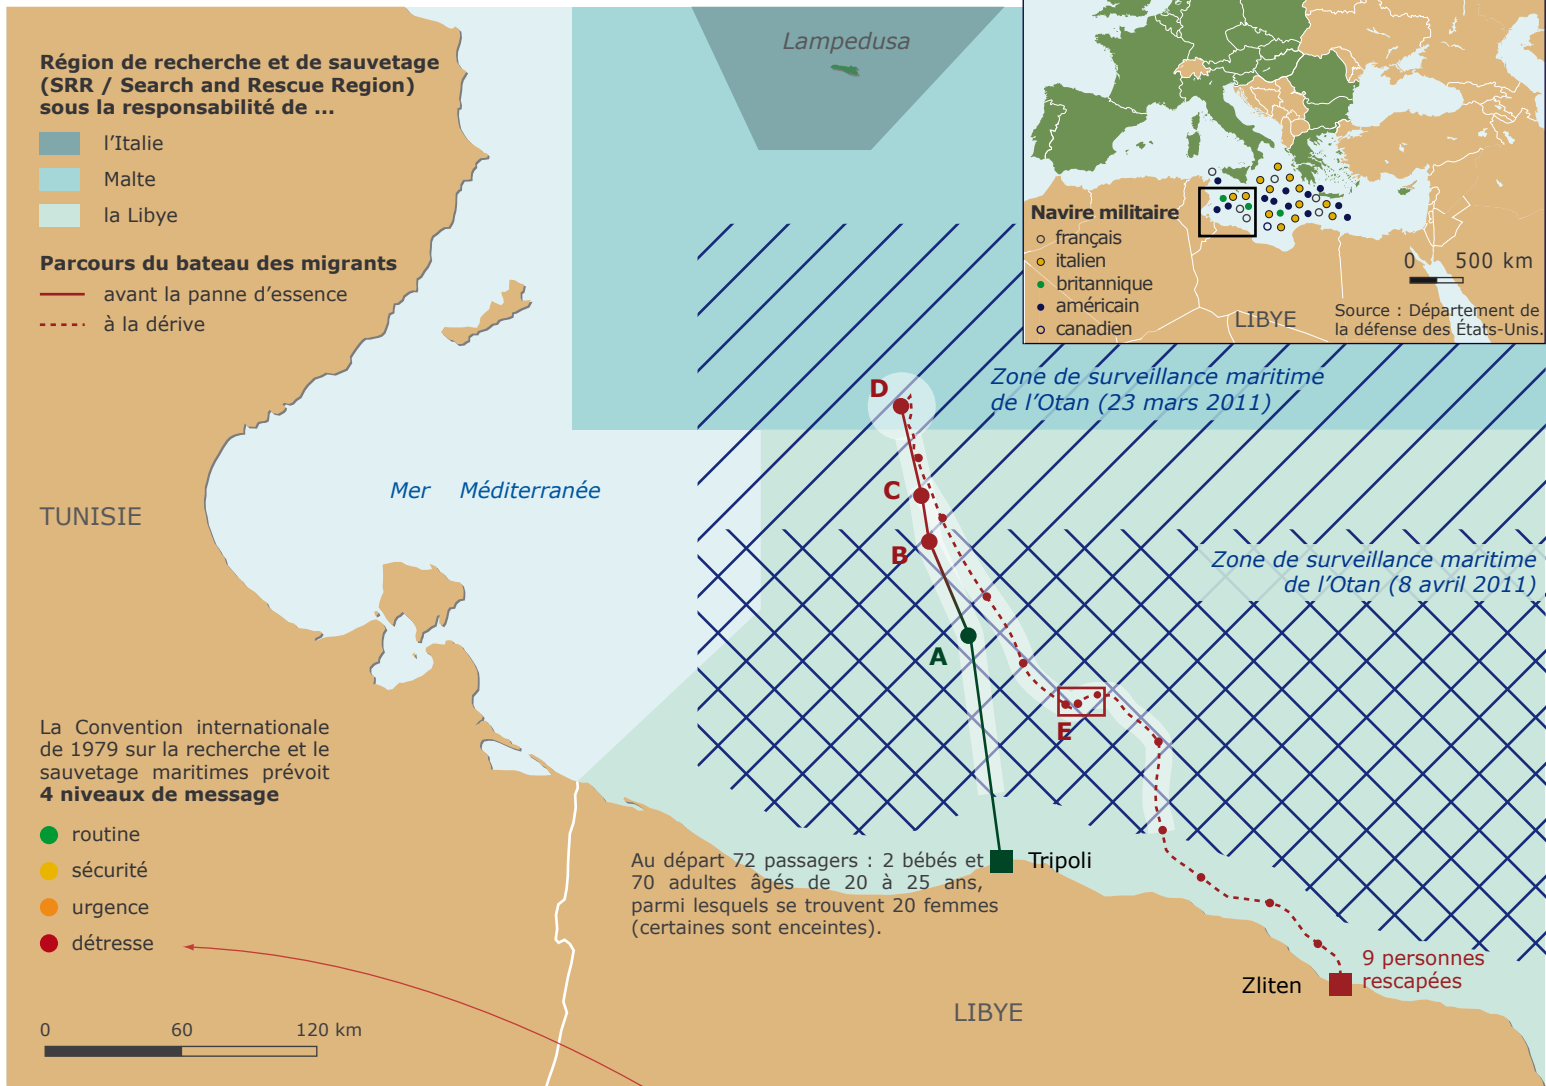 Région de recherche et de sauvetage
(SRR / Search and Rescue Region)
sous la responsabilité de ...
l’Italie
Malte
la Libye
Parcours du bateau des migrants
avant la panne d’essence
à la dérive
Lampedusa
Navire militaire
français
italien
britannique
américain
canadien
0 500 km
LIBYE
Source : Département de
la défense des États-Unis.
Zone de surveillance maritime
de l’Otan (23 mars 2011)
D
C
B
A
E
Mer Méditerranée
TUNISIE
Zone de surveillance maritime
de l’Otan (8 avril 2011)
La Convention internationale
de 1979 sur la recherche et le
sauvetage maritimes prévoit
4 niveaux de message
routine
sécurité
urgence
détresse
Au départ 72 passagers : 2 bébés et
70 adultes âgés de 20 à 25 ans,
parmi lesquels se trouvent 20 femmes
(certaines sont enceintes).
Tripoli
9 personnes
rescapées
Zliten
LIBYE
0 60 120 km